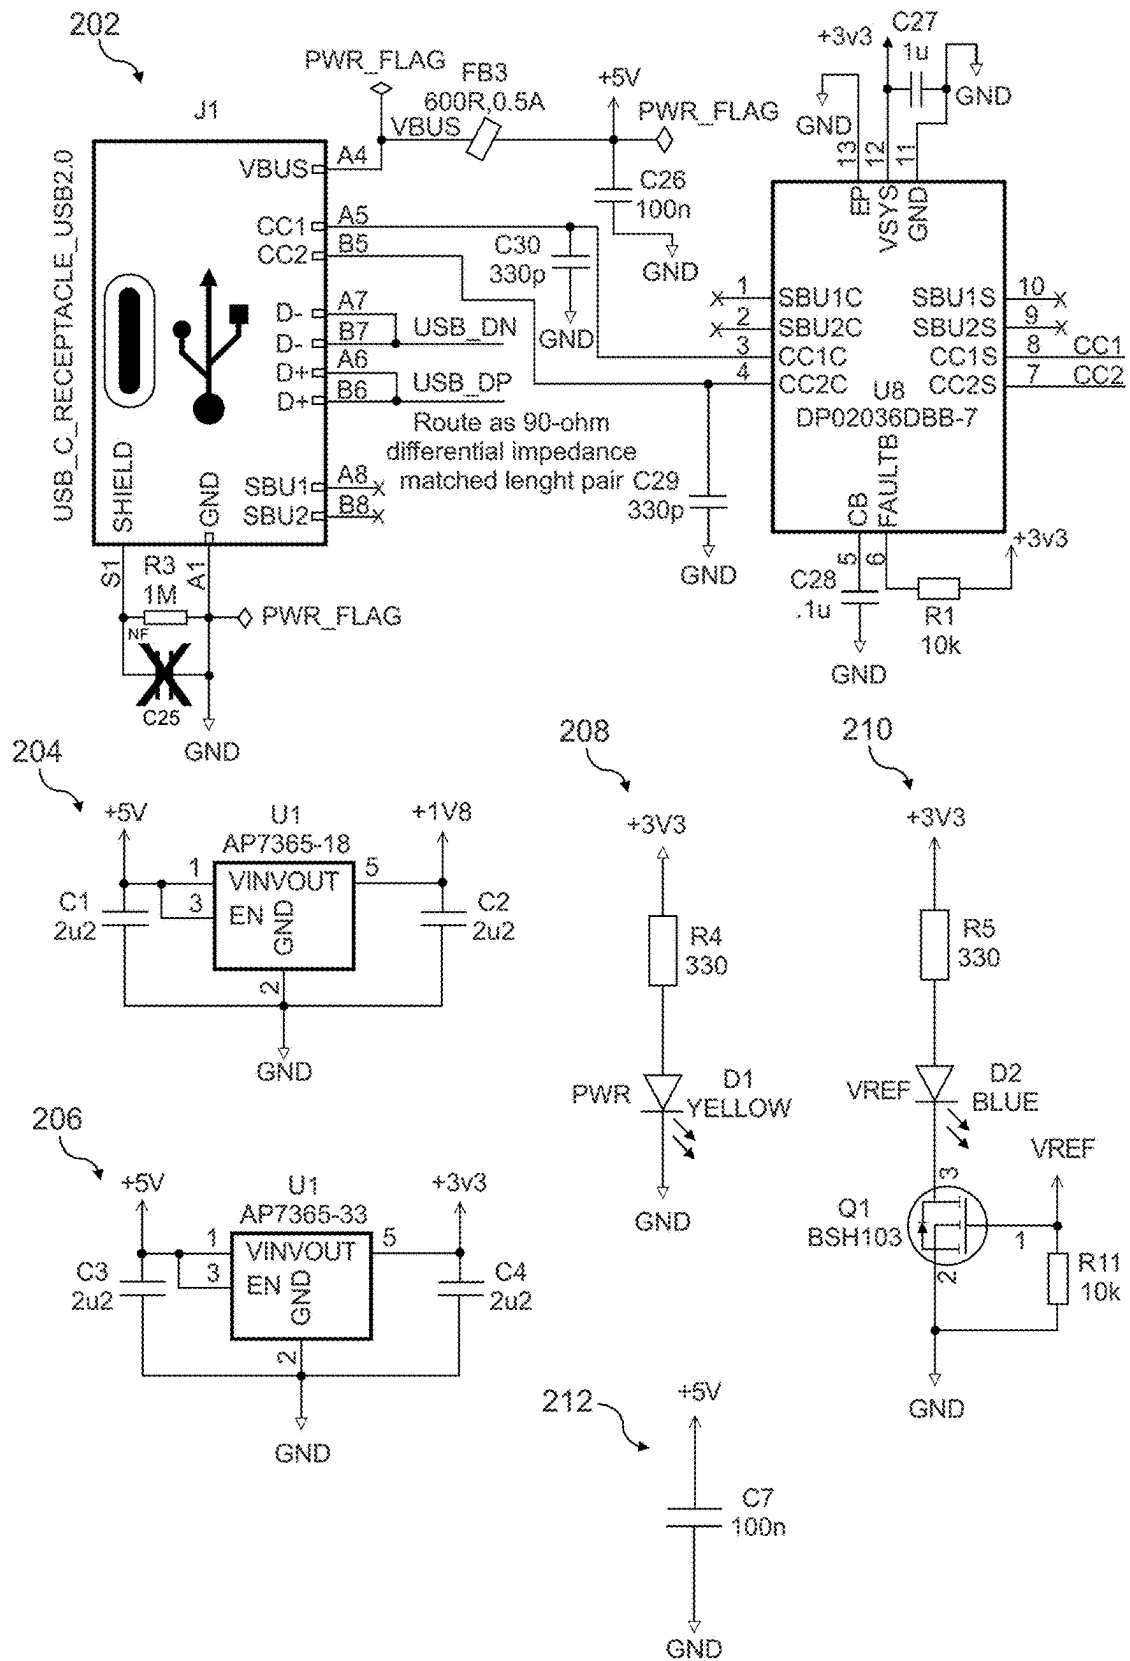 202
J1
PWR_FLAG
FB3
600R,0.5A
VBUS
+5V
PWR_FLAG
+3v3
C27
1u
GND
GND
USB_C_RECEPTACLE_USB2.0
VBUS
A4
CC1
A5
CC2
B5
D-
A7
D-
B7
D+
A6
D+
B6
SBU1
A8
SBU2
B8
SHIELD
GND
S1
A1
USB_DN
USB_DP
Route as 90-ohm
differential impedance
matched lenght pair
C26
100n
GND
C30
330p
GND
C29
330p
GND
13
12
11
EP
VSYS
GND
1
SBU1C
2
SBU2C
3
CC1C
4
CC2C
SBU1S
10
SBU2S
9
CC1S
8
CC1
CC2S
7
CC2
U8
DP02036DBB-7
CB
FAULTB
5
6
C28
.1u
GND
R1
10k
+3v3
R3
1M
NF
PWR_FLAG
C25
GND
204
+5V
U1
AP7365-18
+1V8
1
VINVOUT
5
3
EN
GND
2
C1
2u2
C2
2u2
GND
206
+5V
U1
AP7365-33
+3v3
1
VINVOUT
5
3
EN
GND
2
C3
2u2
C4
2u2
GND
208
+3V3
R4
330
PWR
D1
YELLOW
GND
210
+3V3
R5
330
VREF
D2
BLUE
VREF
3
Q1
BSH103
1
2
R11
10k
GND
212
+5V
C7
100n
GND